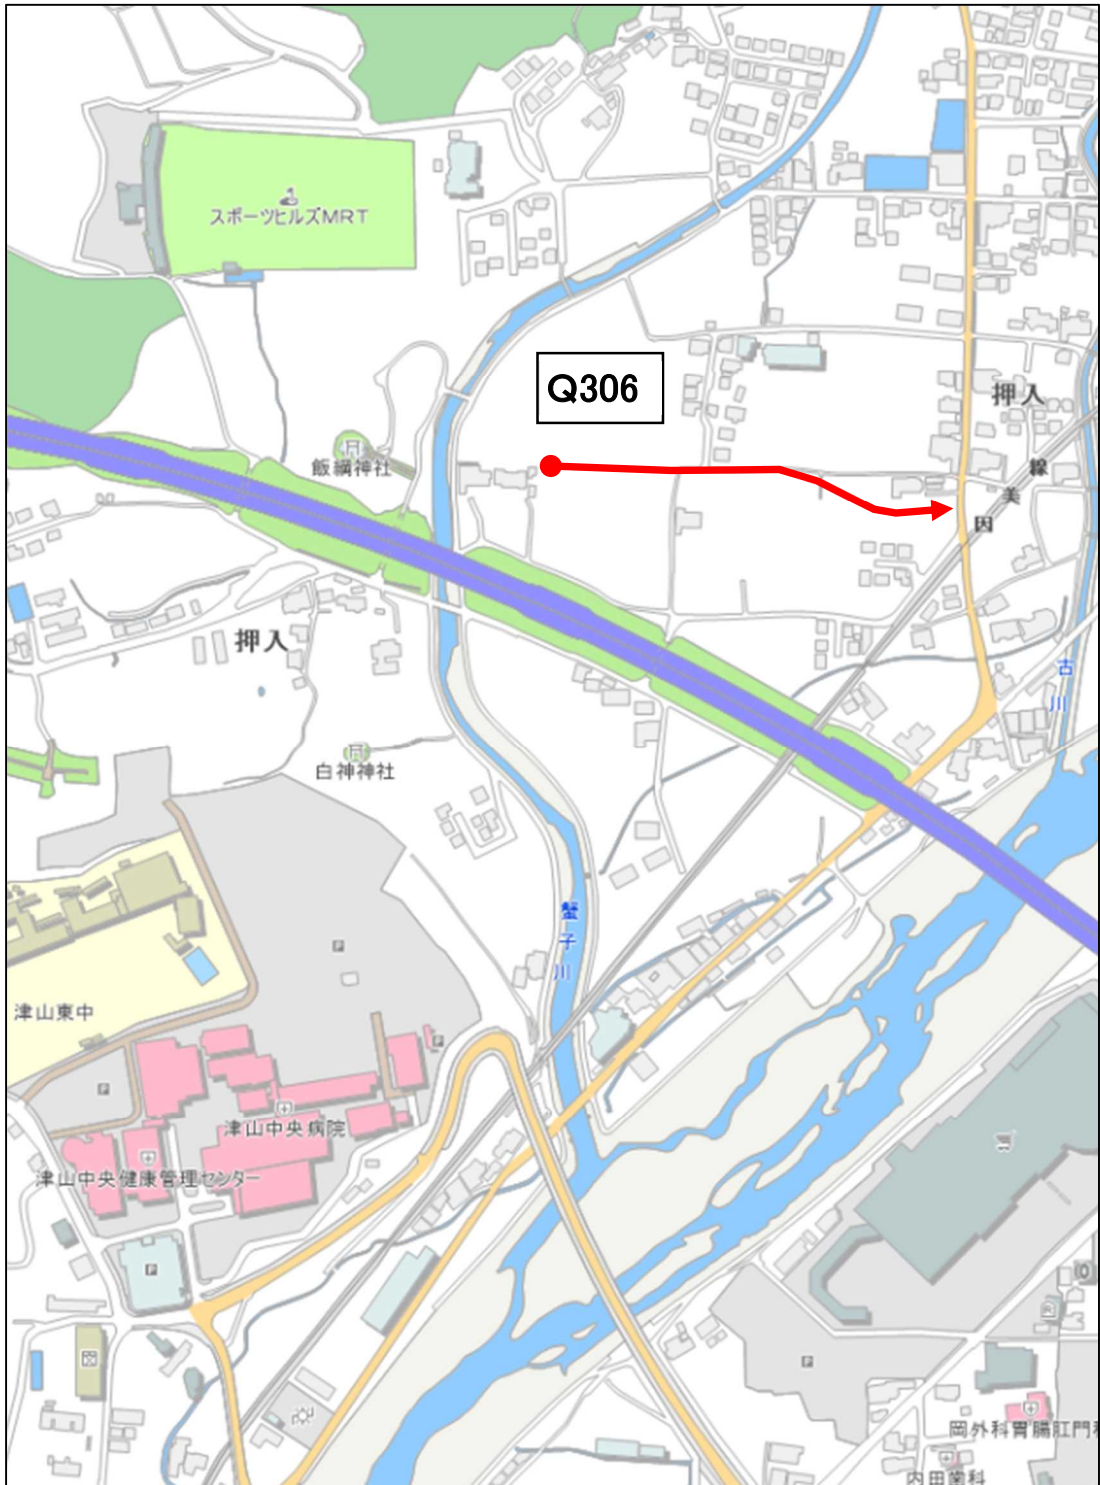 スポーツヒルズMRT
Q306
押入
飯綱神社
因美線
押入
古川
白神神社
蟹子川
津山東中
P
P
P
津山中央病院
津山中央健康管理センター
P
P
岡外科胃腸肛門科
内田歯科